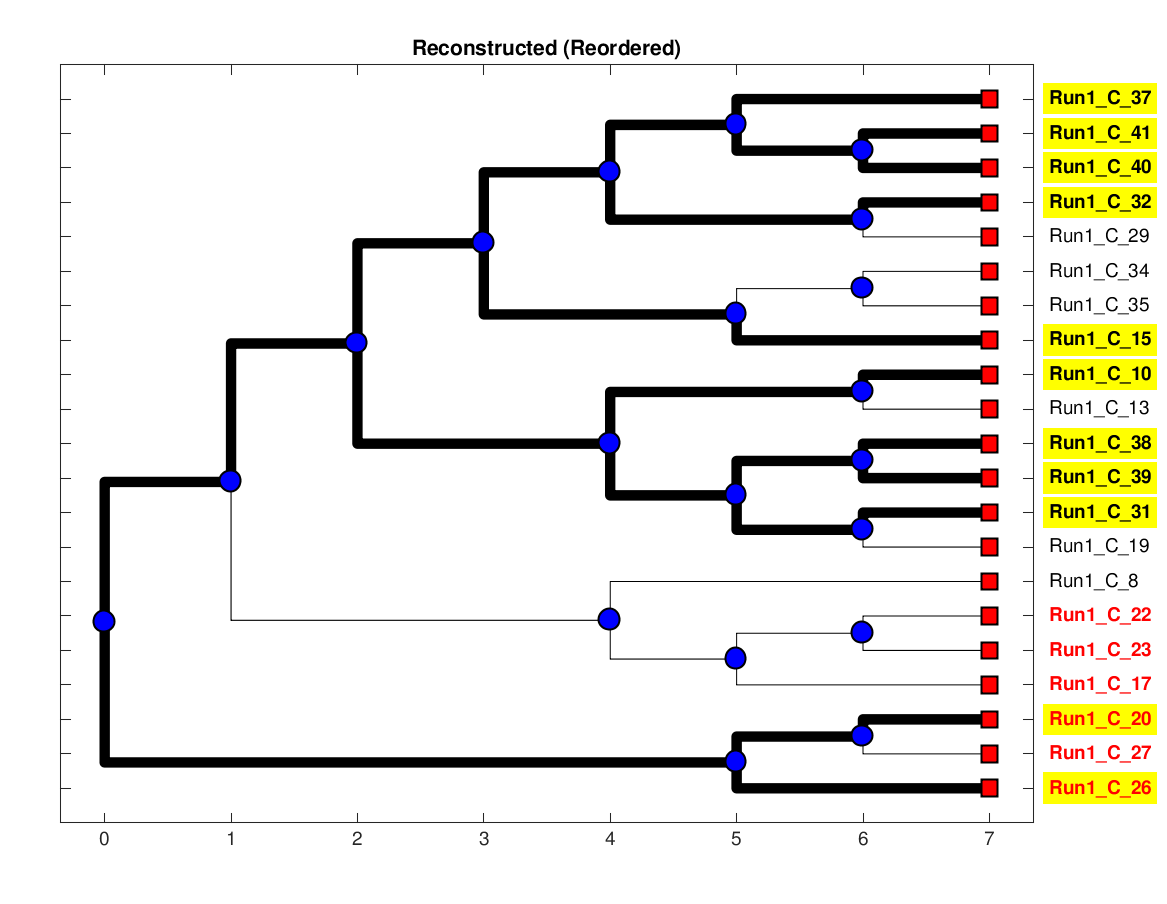 Reconstructed (Reordered)
Run1_C_37
Run1_C_41
Run1_C_40
Run1_C_32
Run1_C_29
Run1_C_34
Run1_C_35
Run1_C_15
Run1_C_10
Run1_C_13
Run1_C_38
Run1_C_39
Run1_C_31
Run1_C_19
Run1_C_8
Run1_C_22
Run1_C_23
Run1_C_17
Run1_C_20
Run1_C_27
Run1_C_26
0 1 2 3 4 5 6 7